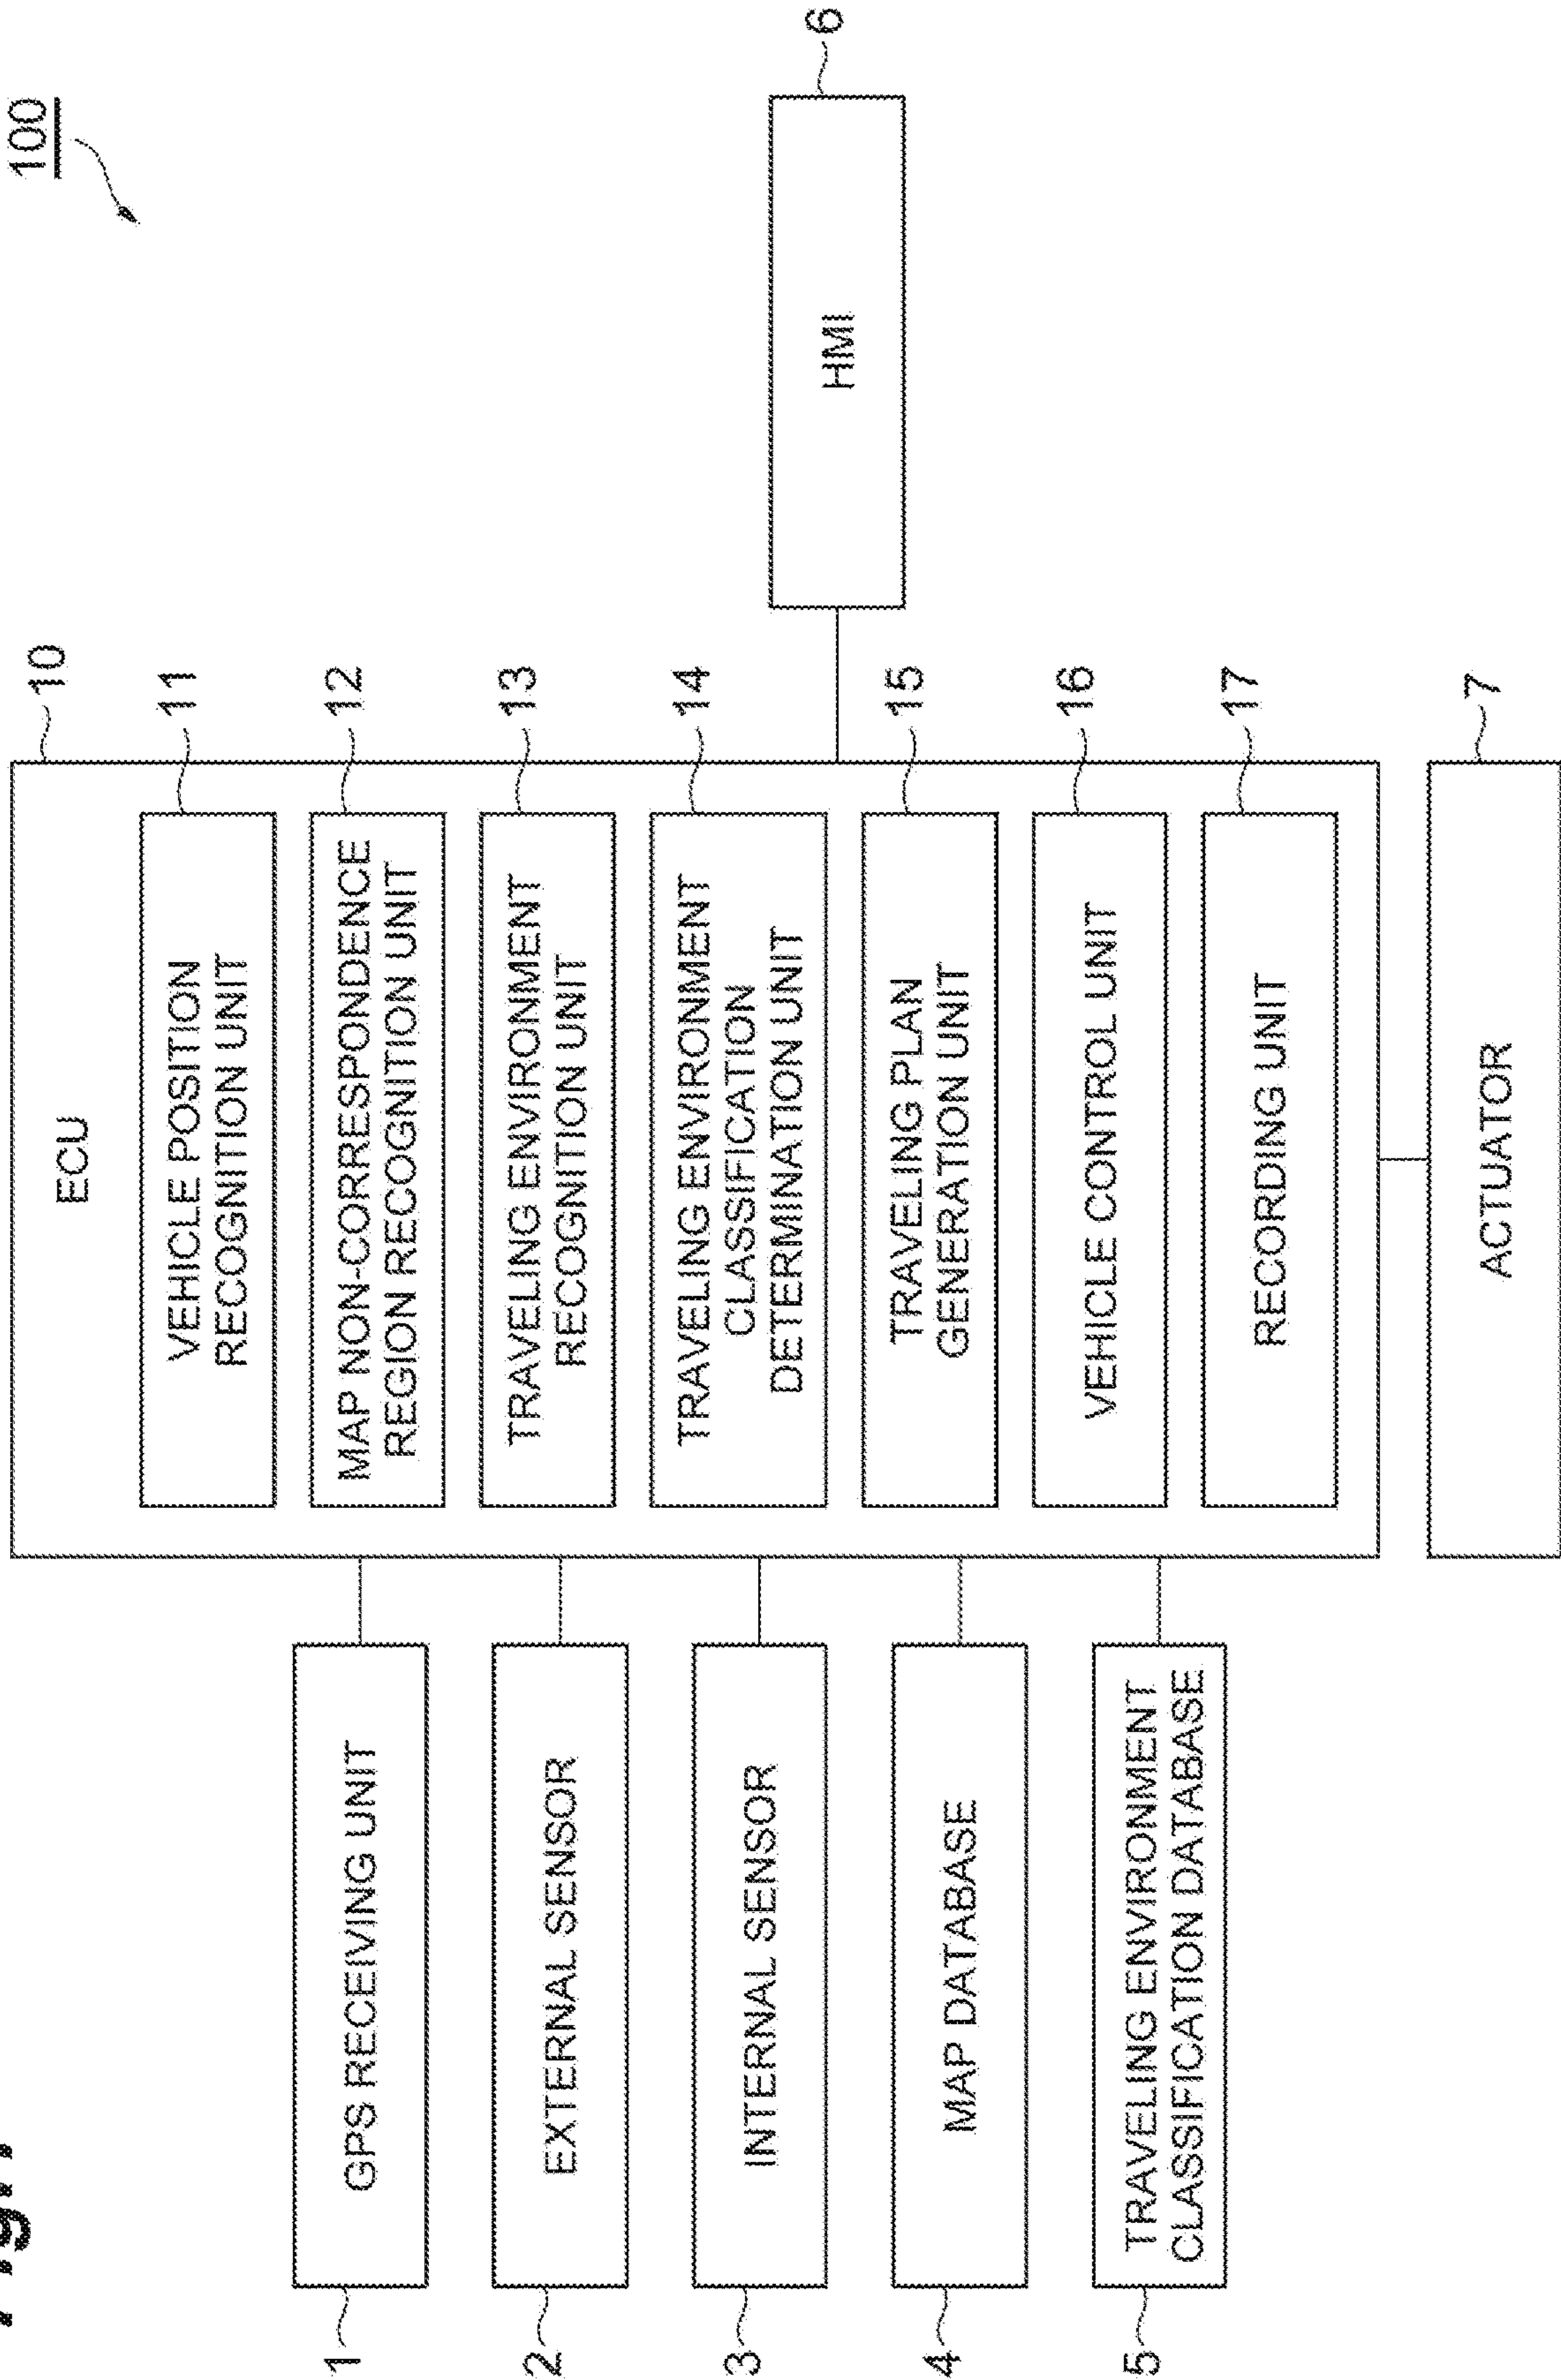 100
10
ECU
1
GPS RECEIVING UNIT
2
EXTERNAL SENSOR
3
INTERNAL SENSOR
4
MAP DATABASE
5
TRAVELING ENVIRONMENT
CLASSIFICATION DATABASE
VEHICLE POSITION
RECOGNITION UNIT
11
MAP NON-CORRESPONDENCE
REGION RECOGNITION UNIT
12
TRAVELING ENVIRONMENT
RECOGNITION UNIT
13
TRAVELING ENVIRONMENT
CLASSIFICATION
DETERMINATION UNIT
14
TRAVELING PLAN
GENERATION UNIT
15
VEHICLE CONTROL UNIT
16
RECORDING UNIT
17
HMI
6
ACTUATOR
7